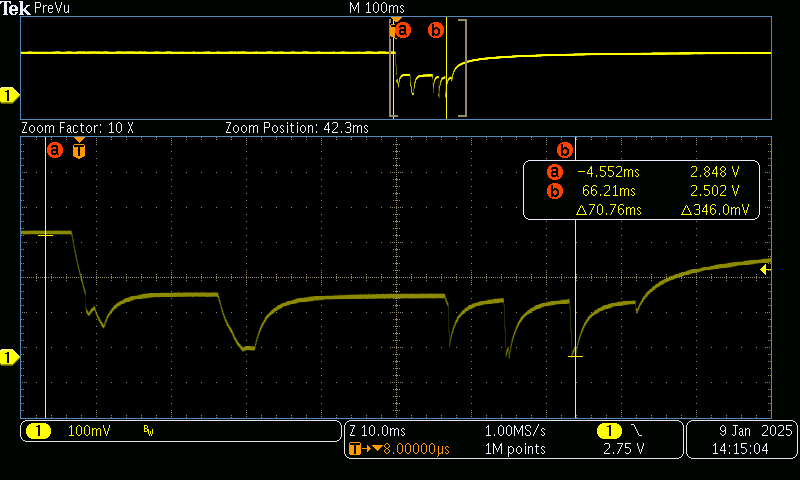 Tek PreVu M 100ms
T a b
1
Zoom Factor: 10 X Zoom Position: 42.3ms
a T b
a −4.552ms 2.848 V
b 66.21ms 2.502 V
△70.76ms △346.0mV
1
1 100mV BW Z 10.0ms 1.00MS/s 1 9 Jan 2025
T→▼8.00000µs 1M points 2.75 V 14:15:04